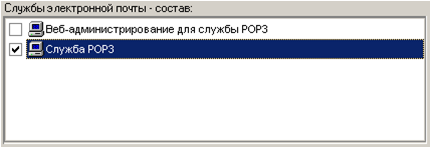 Службы электронной почты - состав:
Веб-администрирование для службы POP3
Служба POP3